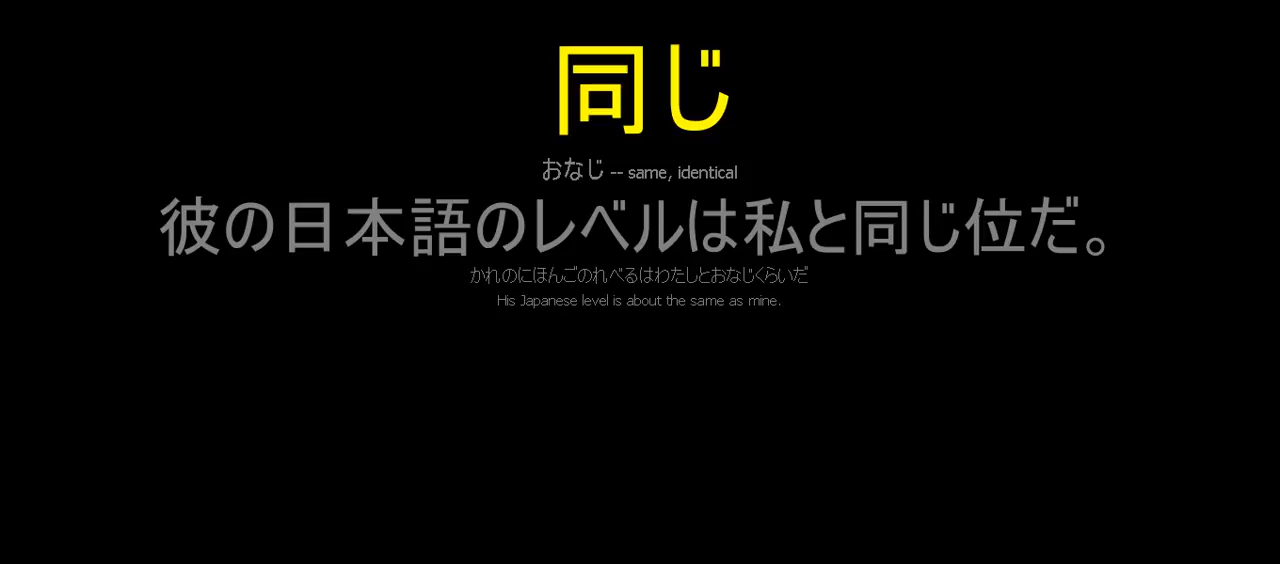 同じ
おなじ -- same, identical
彼の日本語のレベルは私と同じ位だ。
かれのにほんごのれべるはわたしとおなじくらいだ
His Japanese level is about the same as mine.